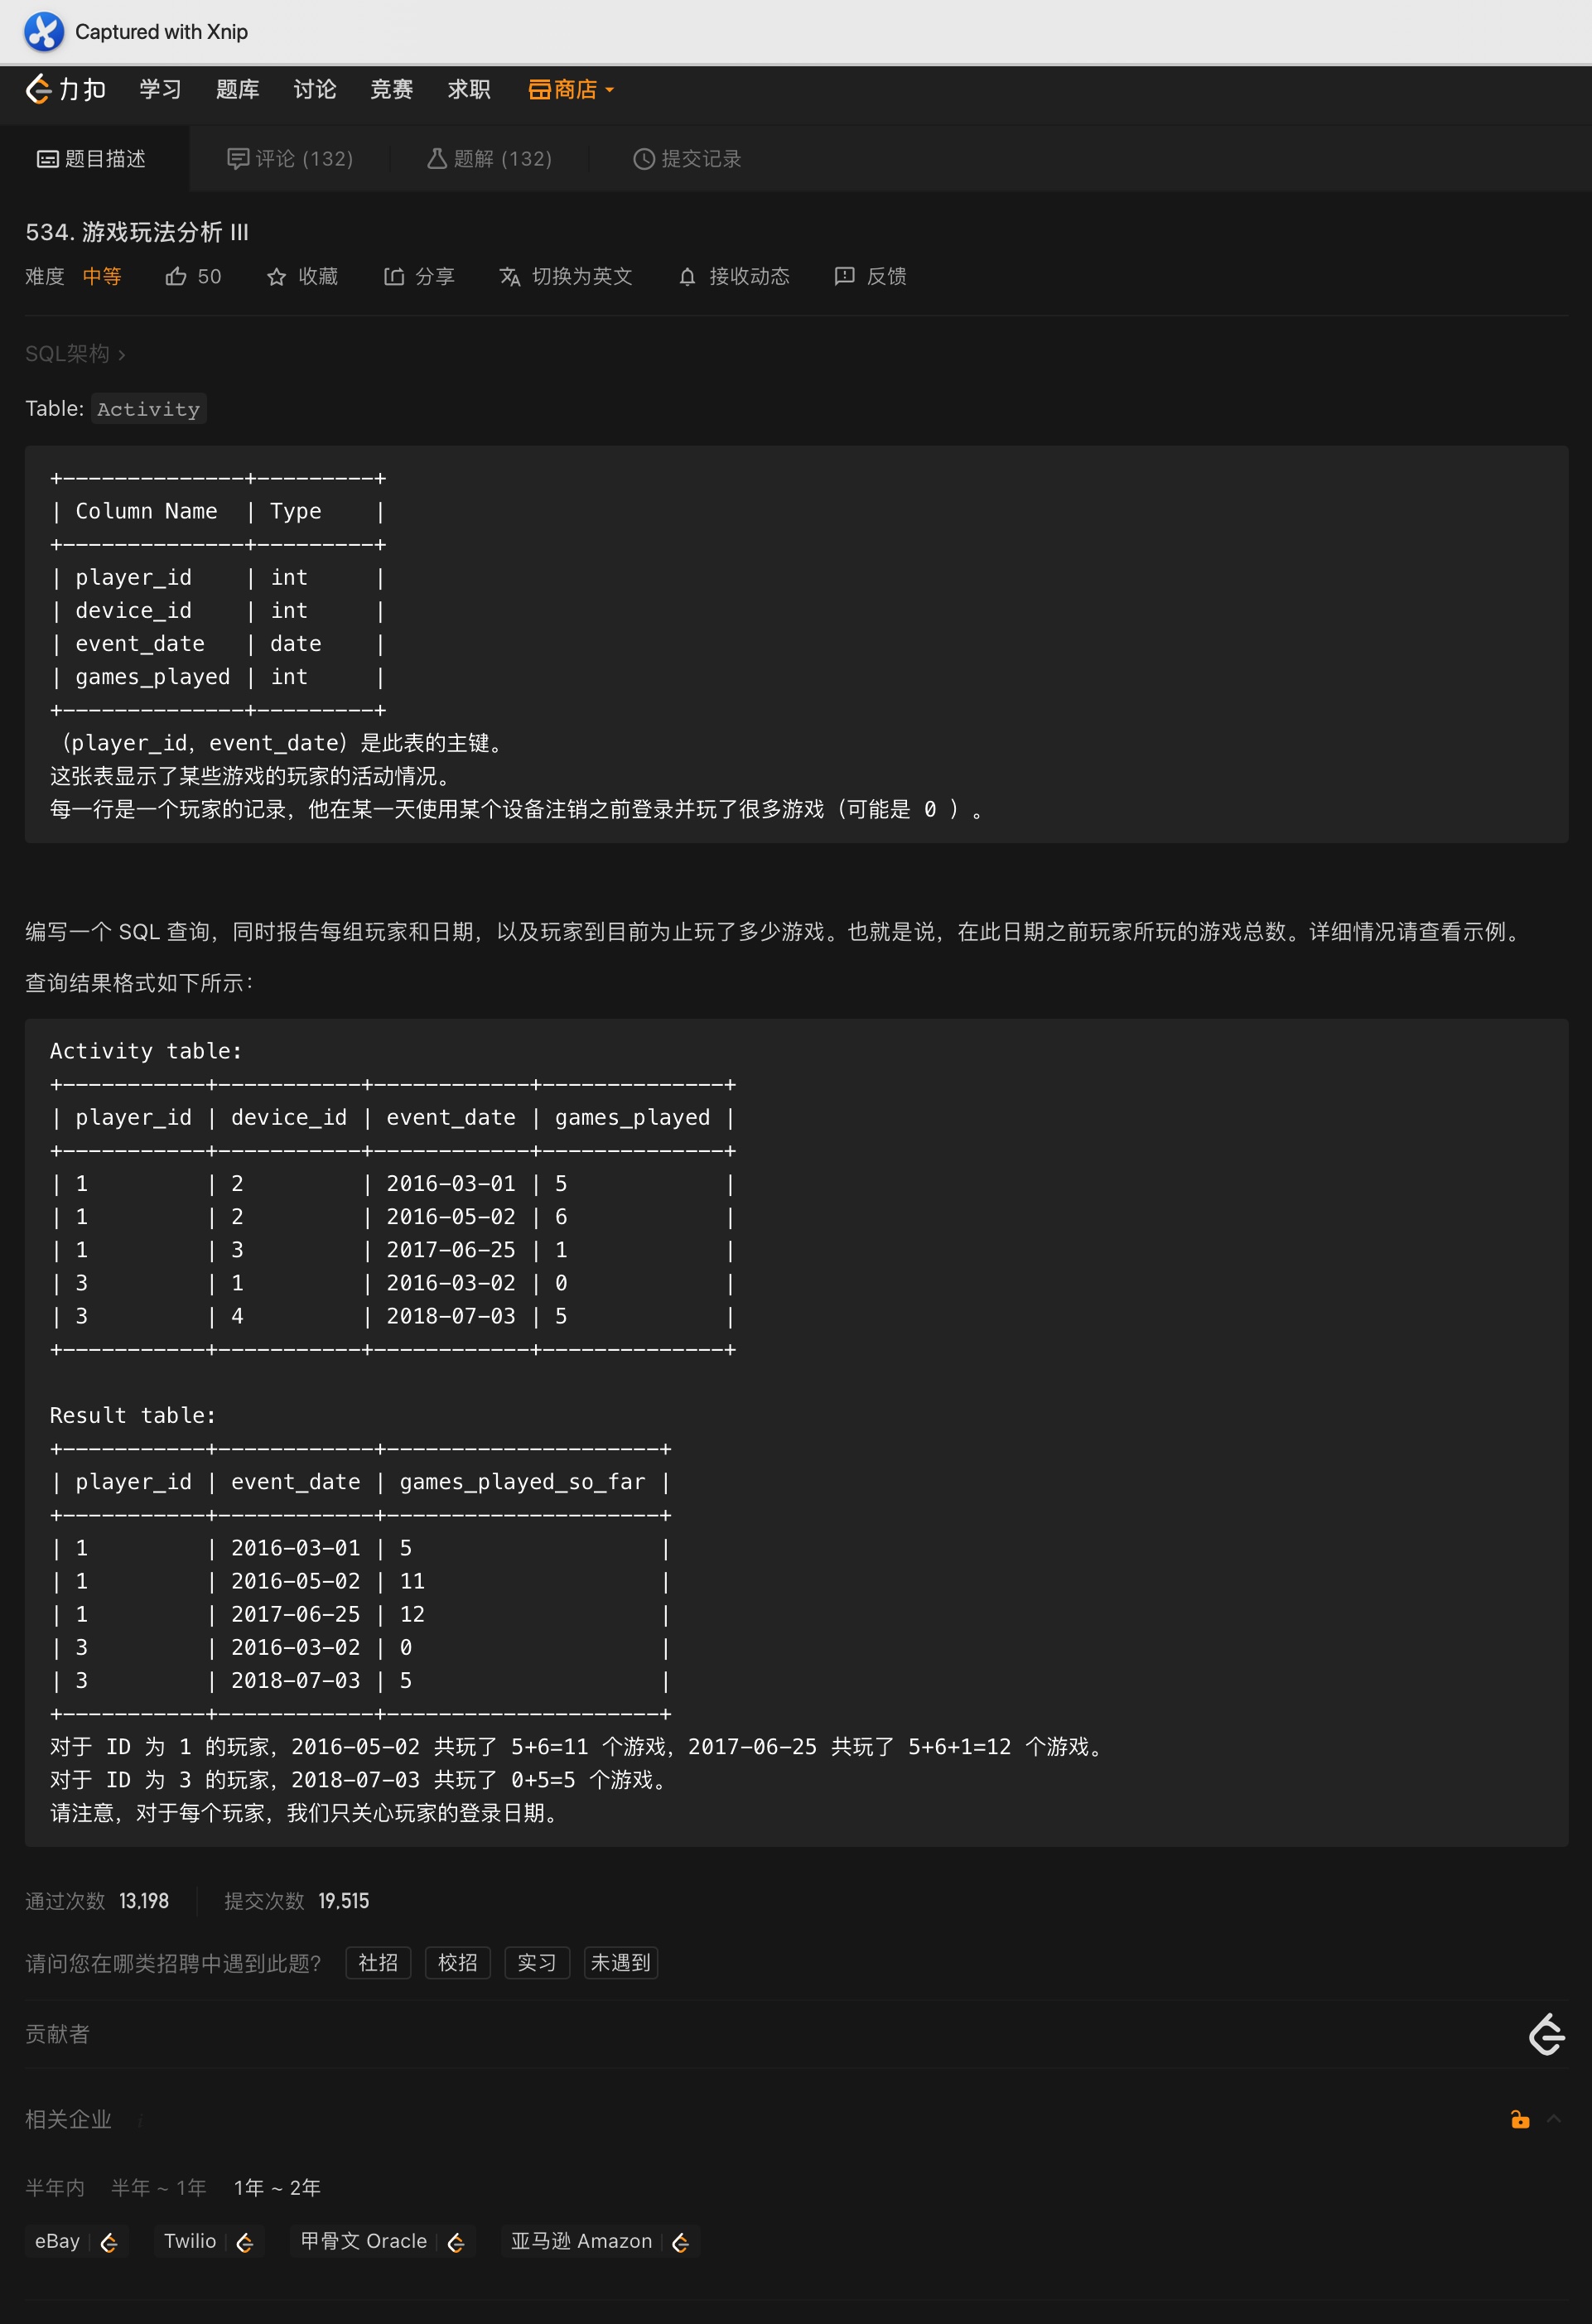 Captured with Xnip
力扣 学习 题库 讨论 竞赛 求职 商店
题目描述 评论 (132) 题解 (132) 提交记录
534. 游戏玩法分析 III
难度 中等 50 收藏 分享 切换为英文 接收动态 反馈
SQL架构 ›
Table: Activity
+--------------+---------+
| Column Name  | Type    |
+--------------+---------+
| player_id    | int     |
| device_id    | int     |
| event_date   | date    |
| games_played | int     |
+--------------+---------+
（player_id，event_date）是此表的主键。
这张表显示了某些游戏的玩家的活动情况。
每一行是一个玩家的记录，他在某一天使用某个设备注销之前登录并玩了很多游戏（可能是 0 ）。
编写一个 SQL 查询，同时报告每组玩家和日期，以及玩家到目前为止玩了多少游戏。也就是说，在此日期之前玩家所玩的游戏总数。详细情况请查看示例。
查询结果格式如下所示：
Activity table:
+-----------+-----------+------------+--------------+
| player_id | device_id | event_date | games_played |
+-----------+-----------+------------+--------------+
| 1         | 2         | 2016-03-01 | 5            |
| 1         | 2         | 2016-05-02 | 6            |
| 1         | 3         | 2017-06-25 | 1            |
| 3         | 1         | 2016-03-02 | 0            |
| 3         | 4         | 2018-07-03 | 5            |
+-----------+-----------+------------+--------------+
Result table:
+-----------+------------+---------------------+
| player_id | event_date | games_played_so_far |
+-----------+------------+---------------------+
| 1         | 2016-03-01 | 5                   |
| 1         | 2016-05-02 | 11                  |
| 1         | 2017-06-25 | 12                  |
| 3         | 2016-03-02 | 0                   |
| 3         | 2018-07-03 | 5                   |
+-----------+------------+---------------------+
对于 ID 为 1 的玩家，2016-05-02 共玩了 5+6=11 个游戏，2017-06-25 共玩了 5+6+1=12 个游戏。
对于 ID 为 3 的玩家，2018-07-03 共玩了 0+5=5 个游戏。
请注意，对于每个玩家，我们只关心玩家的登录日期。
通过次数 13,198 提交次数 19,515
请问您在哪类招聘中遇到此题？ 社招 校招 实习 未遇到
贡献者
相关企业 i
半年内 半年 ~ 1年 1年 ~ 2年
eBay | Twilio | 甲骨文 Oracle | 亚马逊 Amazon |